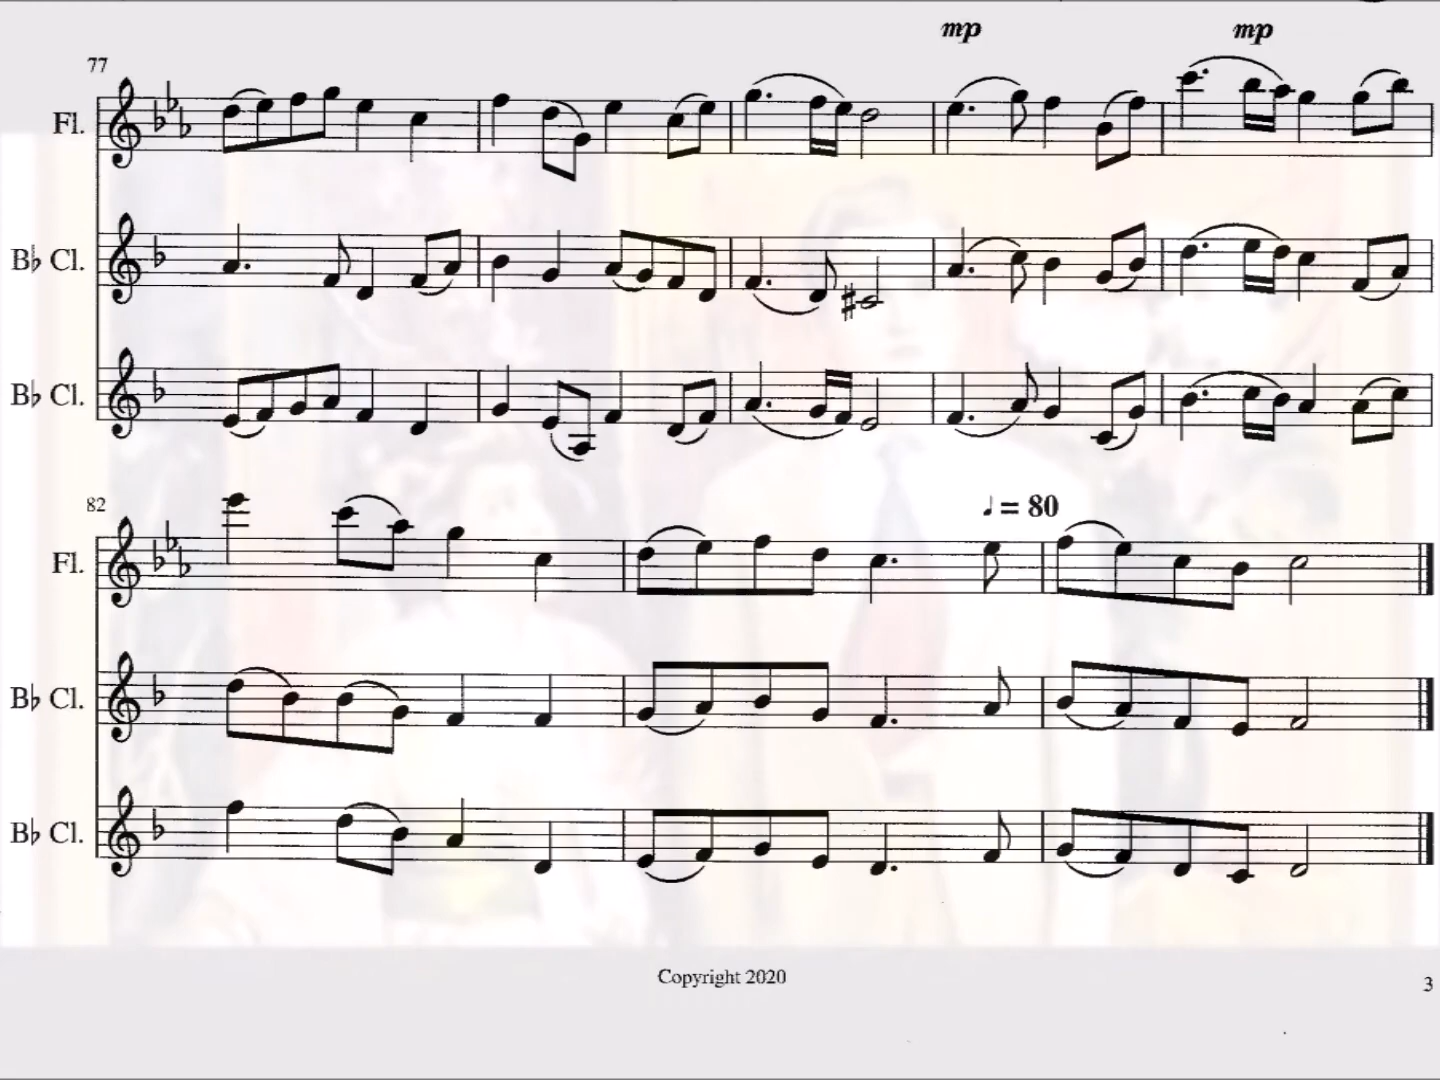 mp mp
77
Fl.
B♭ Cl.
B♭ Cl.
82
♩ = 80
Fl.
B♭ Cl.
B♭ Cl.
Copyright 2020
3